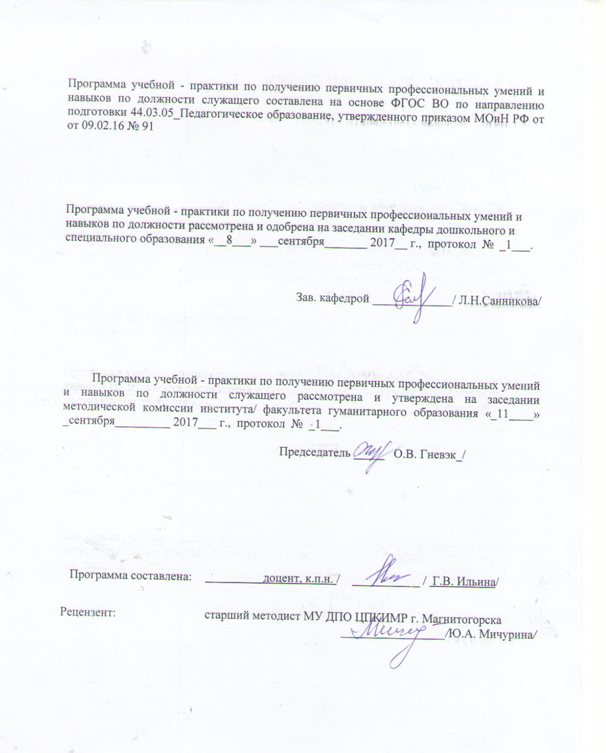 Программа учебной - практики по получению первичных профессиональных умений и
навыков по должности служащего составлена на основе ФГОС ВО по направлению
подготовки 44.03.05_Педагогическое образование, утвержденного приказом МОиН РФ от
от 09.02.16 № 91
Программа учебной - практики по получению первичных профессиональных умений и
навыков по должности рассмотрена и одобрена на заседании кафедры дошкольного и
специального образования «__8___» ___сентября_______ 2017__ г., протокол № _1___.
Зав. кафедрой _____________/ Л.Н.Санникова/
Программа учебной - практики по получению первичных профессиональных умений
и навыков по должности служащего рассмотрена и утверждена на заседании
методической комиссии института/ факультета гуманитарного образования «_11____»
_сентября_________ 2017___ г., протокол № _1___.
Председатель _____ О.В. Гневэк_/
Программа составлена: __________доцент, к.п.н. / ___________ / Г.В. Ильина/
Рецензент: старший методист МУ ДПО ЦПКИМР г. Магнитогорска
_________________/Ю.А. Мичурина/